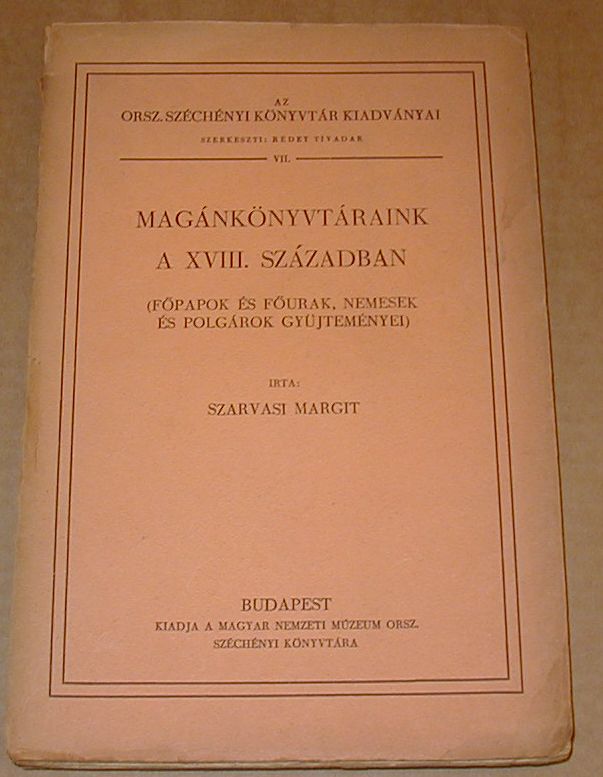 AZ
ORSZ. SZÉCHÉNYI KÖNYVTÁR KIADVÁNYAI
SZERKESZTI: RÉDEY TIVADAR
VII.
MAGÁNKÖNYVTÁRAINK
A XVIII. SZÁZADBAN
(FŐPAPOK ÉS FŐURAK, NEMESEK
ÉS POLGÁROK GYÜJTEMÉNYEI)
IRTA:
SZARVASI MARGIT
BUDAPEST
KIADJA A MAGYAR NEMZETI MÚZEUM ORSZ.
SZÉCHÉNYI KÖNYVTÁRA